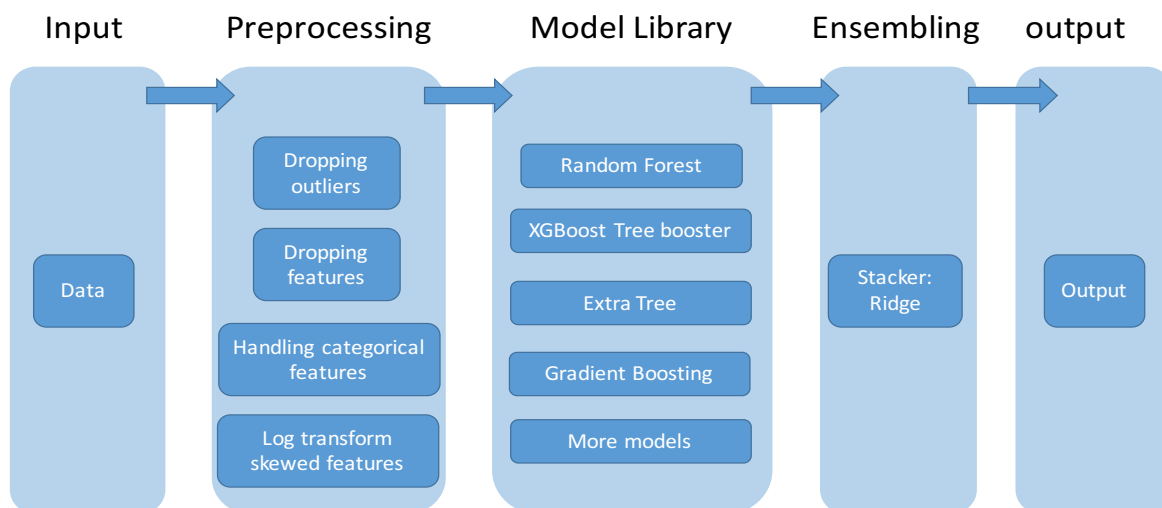 Input
Preprocessing
Model Library
Ensembling
output
Data
Dropping
outliers
Dropping
features
Handling categorical
features
Log transform
skewed features
Random Forest
XGBoost Tree booster
Extra Tree
Gradient Boosting
More models
Stacker:
Ridge
Output